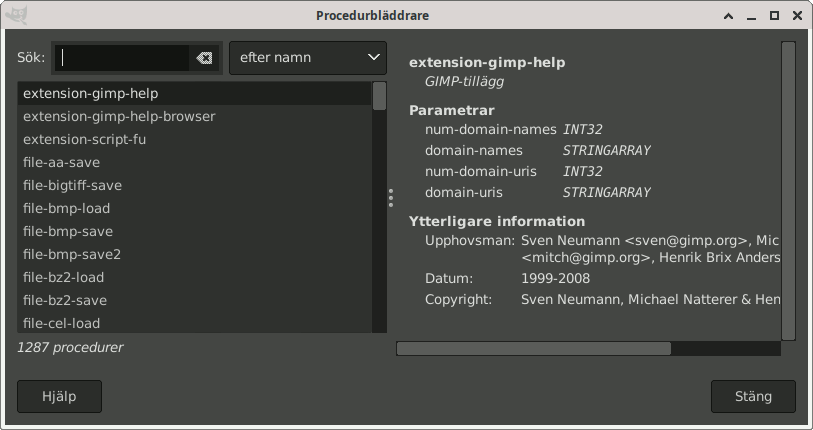 Procedurbläddrare
Sök:
efter namn
extension-gimp-help
extension-gimp-help-browser
extension-script-fu
file-aa-save
file-bigtiff-save
file-bmp-load
file-bmp-save
file-bmp-save2
file-bz2-load
file-bz2-save
file-cel-load
1287 procedurer
extension-gimp-help
GIMP-tillägg
Parametrar
num-domain-names INT32
domain-names STRINGARRAY
num-domain-uris INT32
domain-uris STRINGARRAY
Ytterligare information
Upphovsman: Sven Neumann <sven@gimp.org>, Mic
<mitch@gimp.org>, Henrik Brix Anders
Datum: 1999-2008
Copyright: Sven Neumann, Michael Natterer & Hen
Hjälp
Stäng